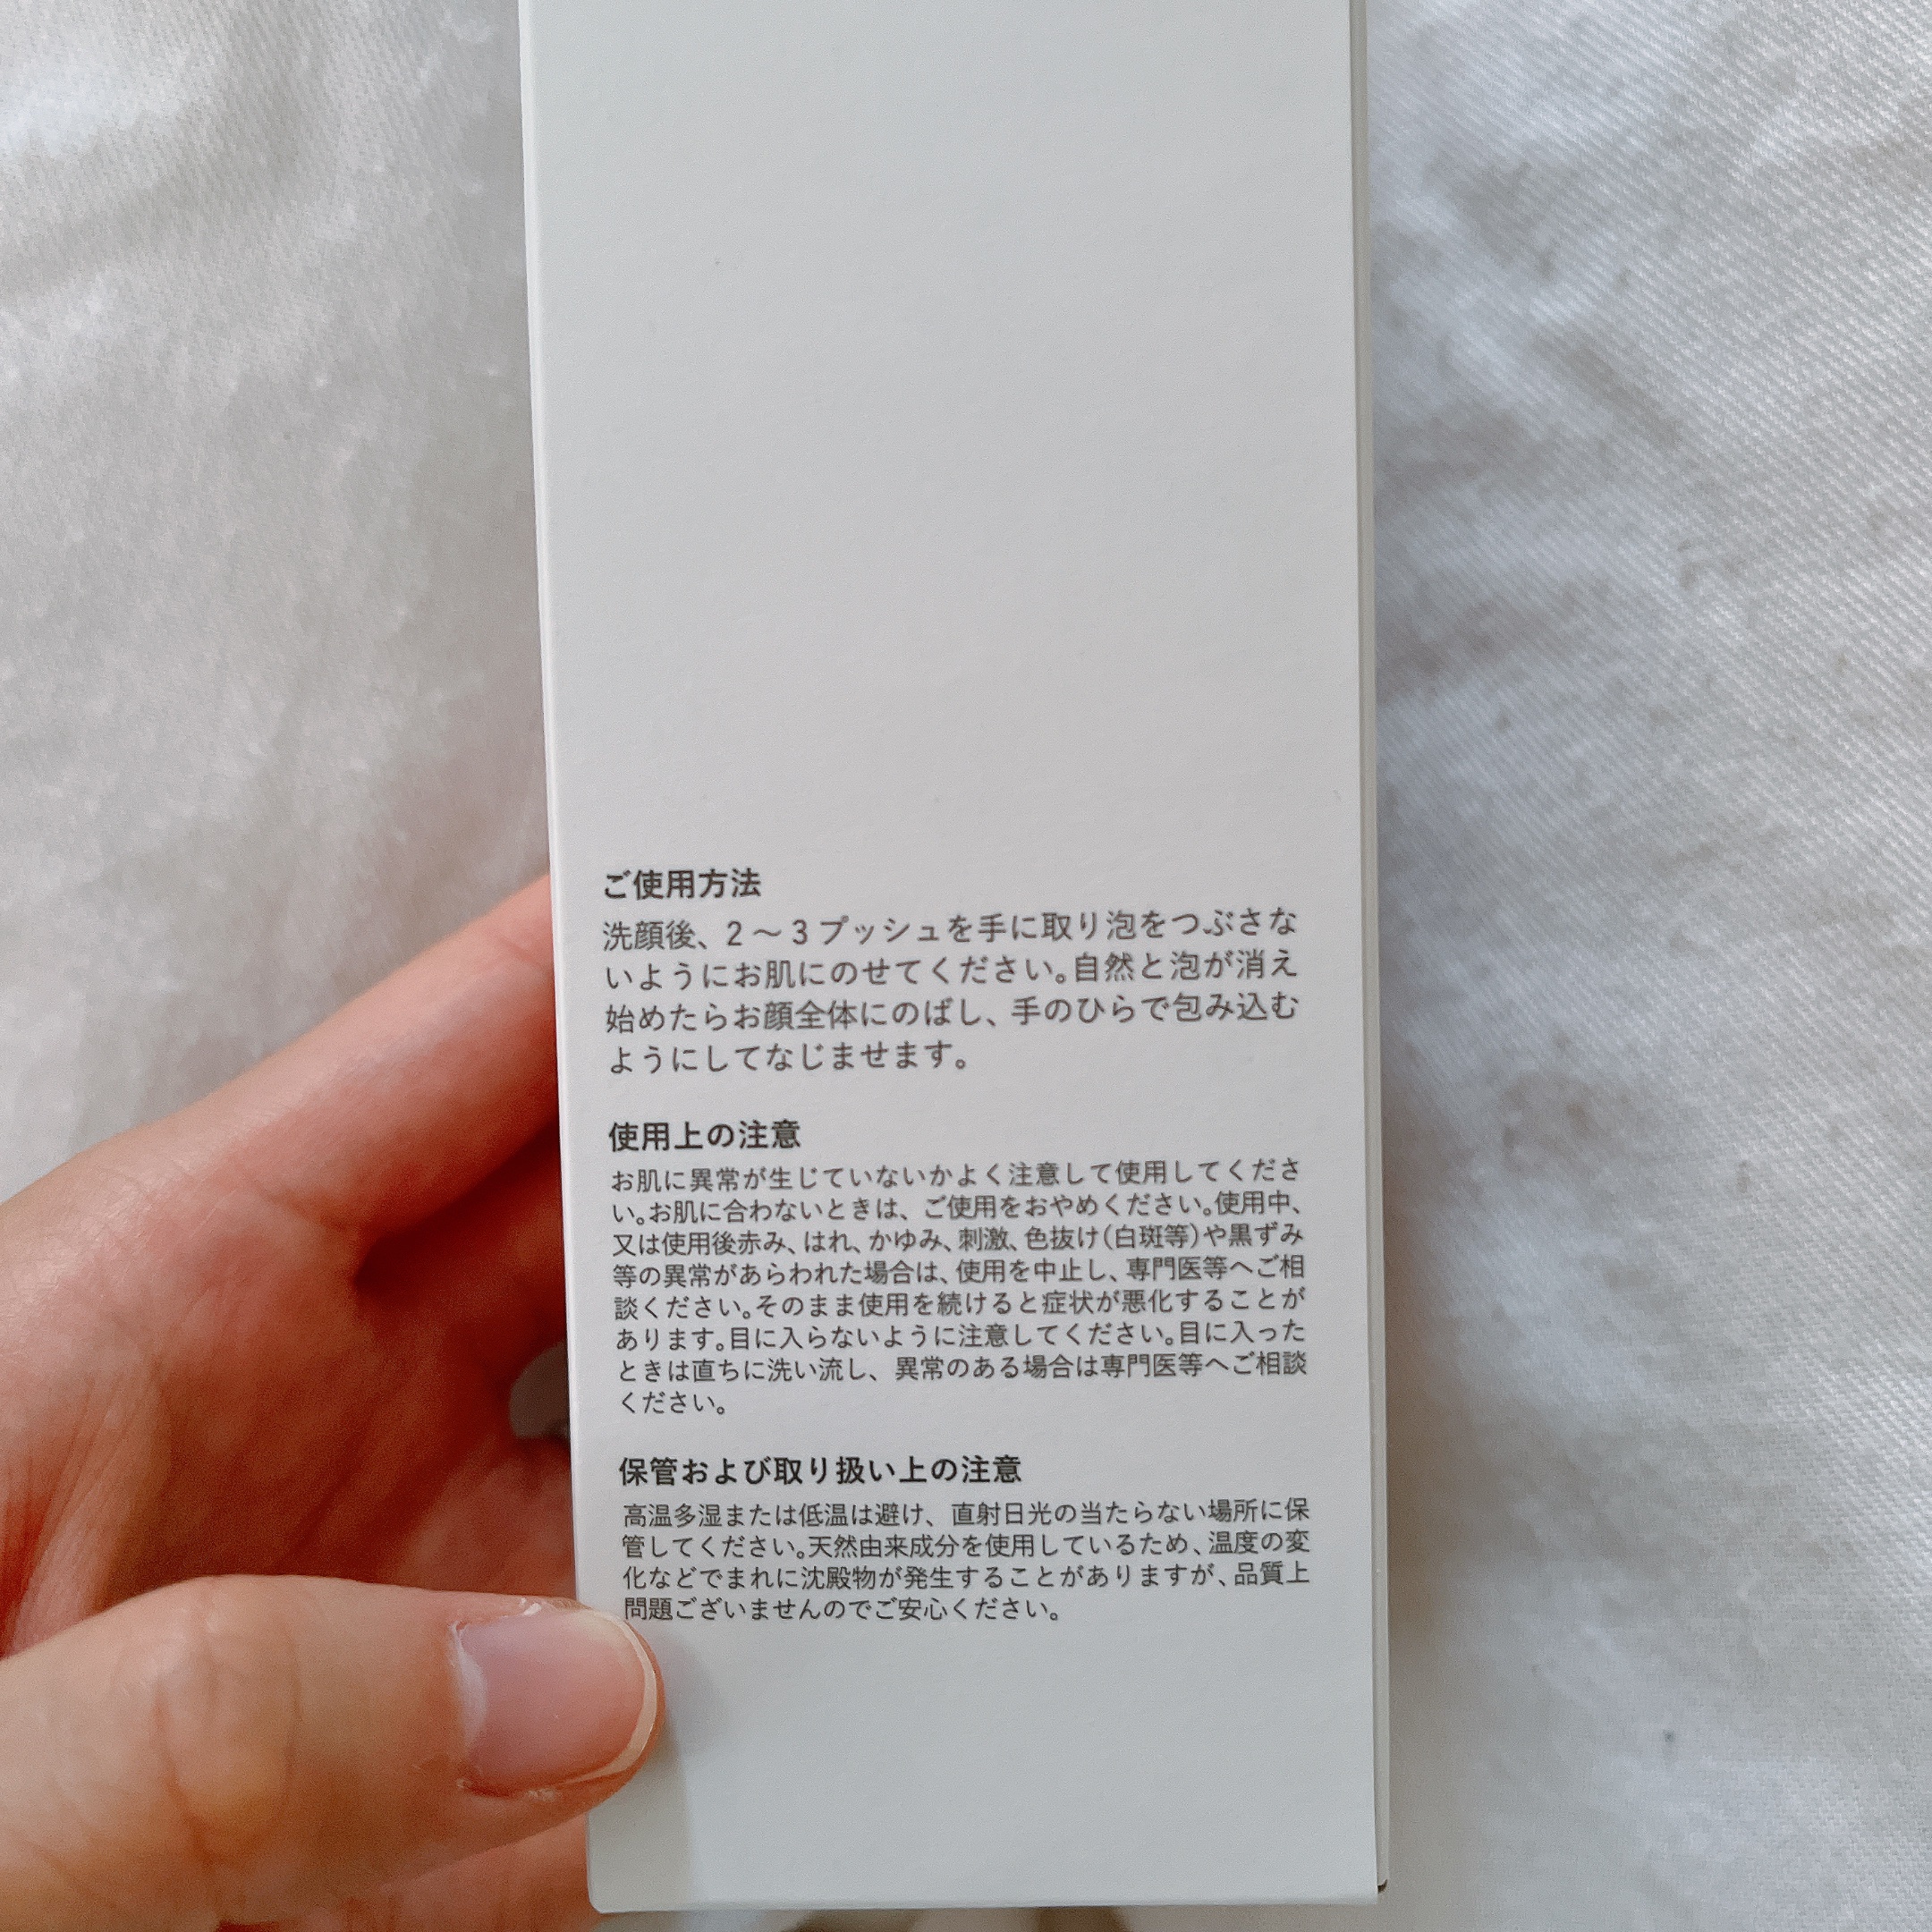 ご使用方法
洗顔後、2～3プッシュを手に取り泡をつぶさな
いようにお肌にのせてください。自然と泡が消え
始めたらお顔全体にのばし、手のひらで包み込む
ようにしてなじませます。
使用上の注意
お肌に異常が生じていないかよく注意して使用してくださ
い。お肌に合わないときは、ご使用をおやめください。使用中、
又は使用後赤み、はれ、かゆみ、刺激、色抜け(白斑等)や黒ずみ
等の異常があらわれた場合は、使用を中止し、専門医等へご相
談ください。そのまま使用を続けると症状が悪化することが
あります。目に入らないように注意してください。目に入った
ときは直ちに洗い流し、異常のある場合は専門医等へご相談
ください。
保管および取り扱い上の注意
高温多湿または低温は避け、直射日光の当たらない場所に保
管してください。天然由来成分を使用しているため、温度の変
化などでまれに沈殿物が発生することがありますが、品質上
問題ございませんのでご安心ください。